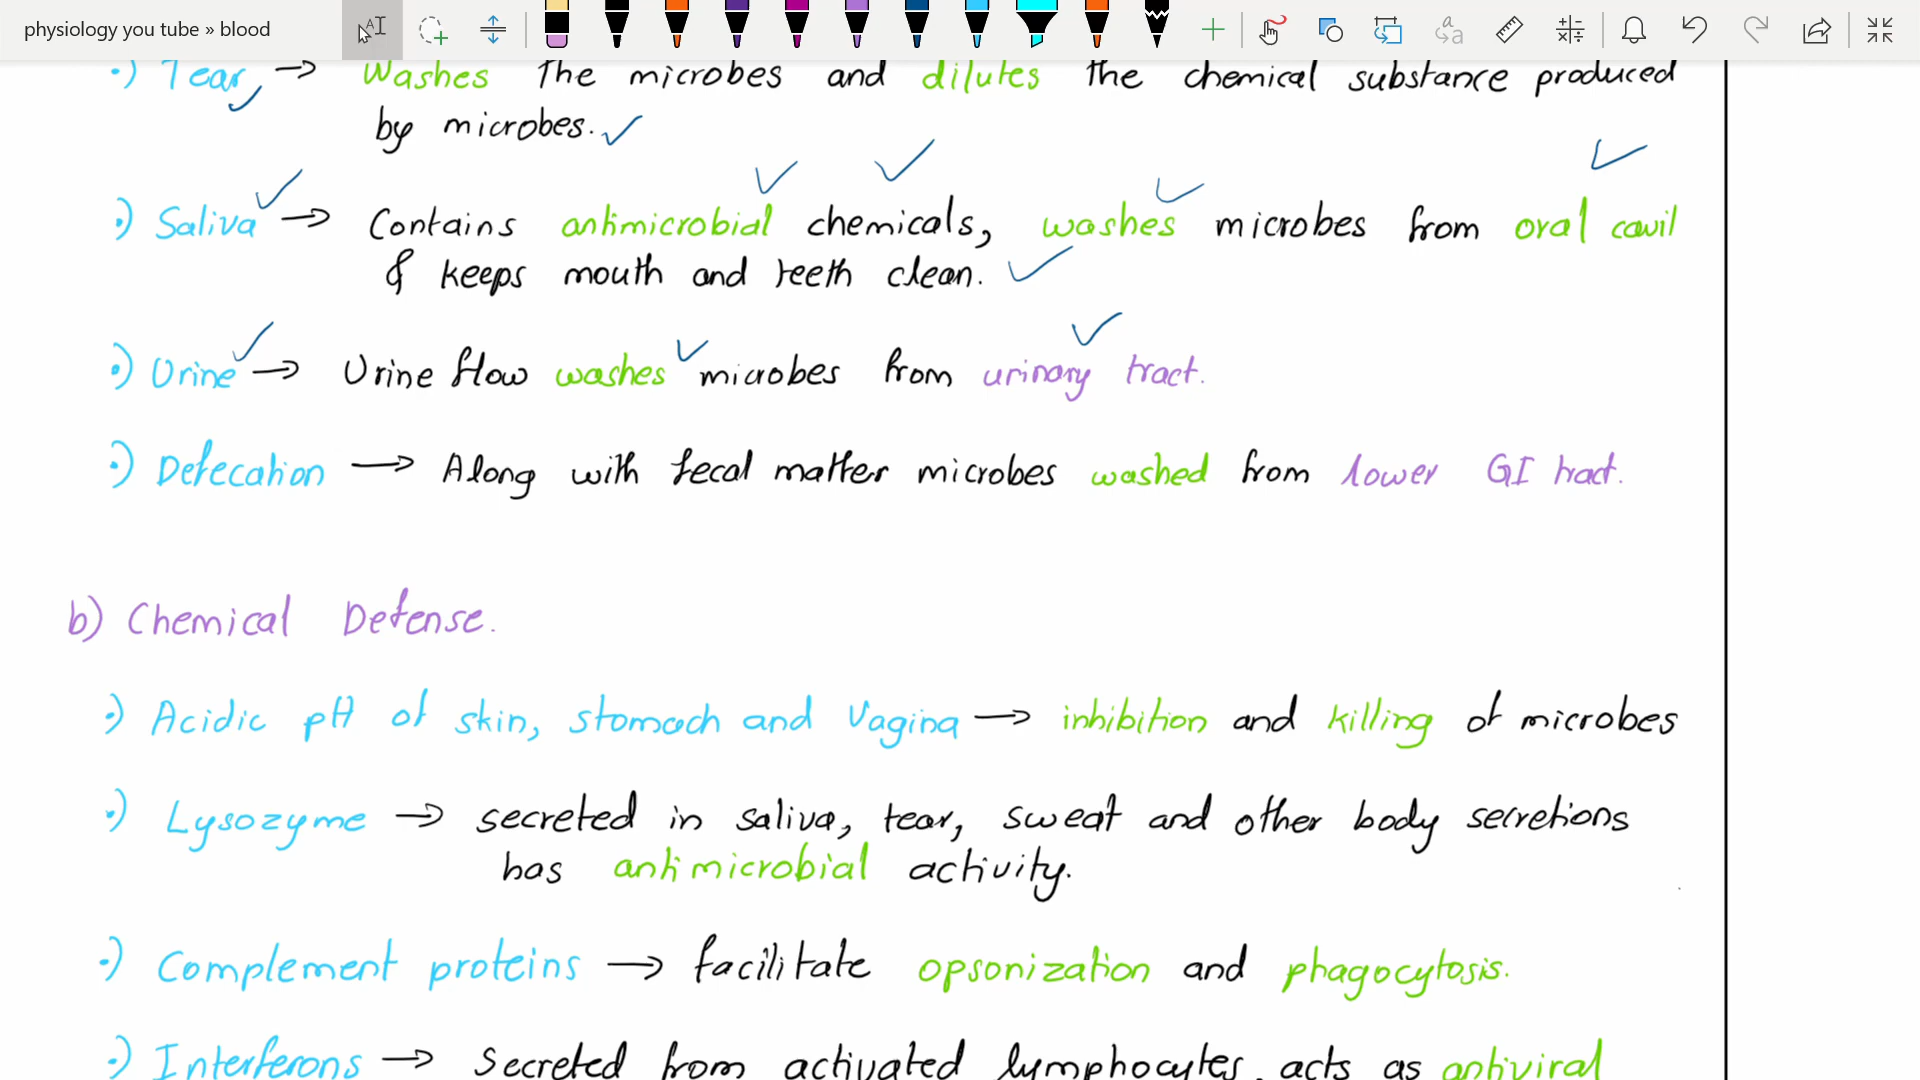 physiology you tube » blood
•) Tear, → Washes the microbes and dilutes the chemical substance produced
by microbes.
•) Saliva → Contains antimicrobial chemicals, washes microbes from oral cavil
& keeps mouth and teeth clean.
•) Urine → Urine flow washes microbes from urinary tract.
•) Defecation → Along with fecal matter microbes washed from lower GI tract.
b) Chemical Defense.
•) Acidic pH of skin, stomach and Vagina → inhibition and killing of microbes
•) Lysozyme → secreted in saliva, tear, sweat and other body secretions
has antimicrobial activity.
•) Complement proteins → facilitate opsonization and phagocytosis.
•) Interferons → Secreted from activated lymphocytes, acts as antiviral